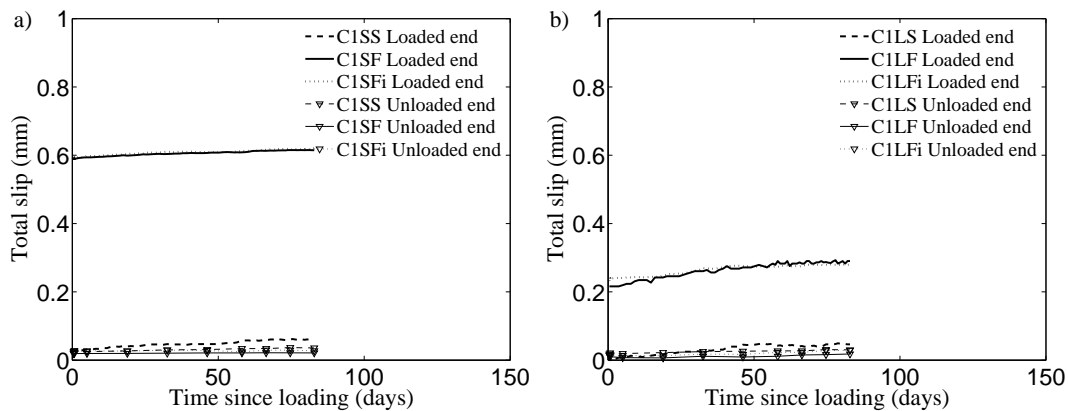 a)
1
0.8
0.6
0.4
0.2
0
0
50
100
150
Total slip (mm)
Time since loading (days)
C1SS Loaded end
C1SF Loaded end
C1SFi Loaded end
C1SS Unloaded end
C1SF Unloaded end
C1SFi Unloaded end
b)
1
0.8
0.6
0.4
0.2
0
0
50
100
150
Total slip (mm)
Time since loading (days)
C1LS Loaded end
C1LF Loaded end
C1LFi Loaded end
C1LS Unloaded end
C1LF Unloaded end
C1LFi Unloaded end